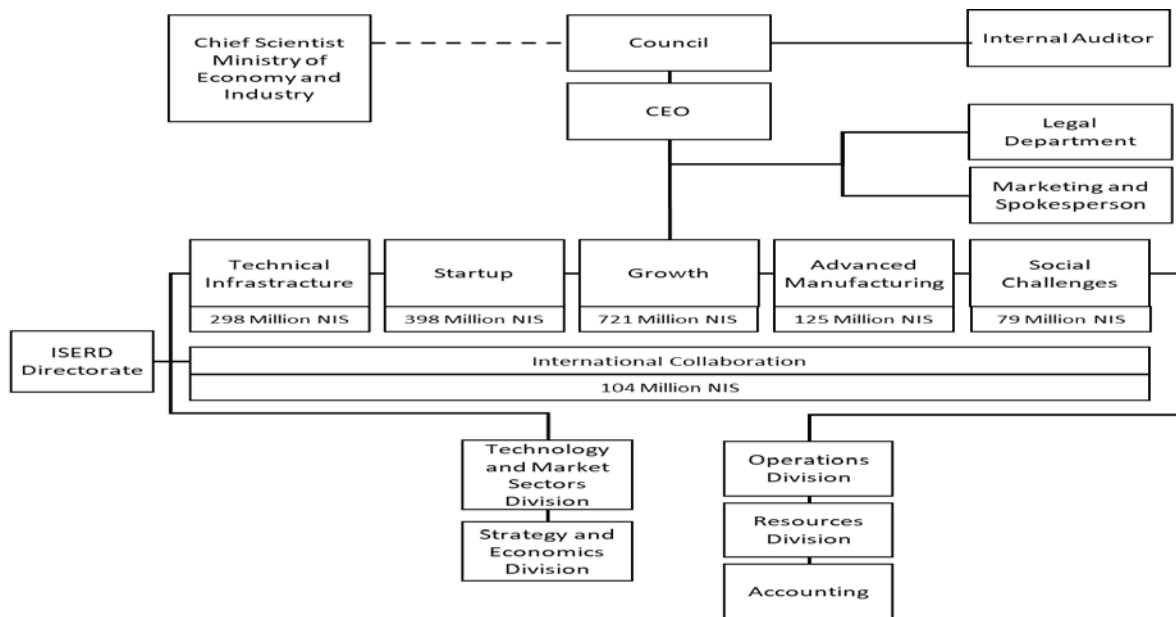 Chief Scientist
Ministry of
Economy and
Industry
Council
Internal Auditor
CEO
Legal
Department
Marketing and
Spokesperson
Technical
Infrastracture
298 Million NIS
Startup
398 Million NIS
Growth
721 Million NIS
Advanced
Manufacturing
125 Million NIS
Social
Challenges
79 Million NIS
ISERD
Directorate
International Collaboration
104 Million NIS
Technology
and Market
Sectors
Division
Strategy and
Economics
Division
Operations
Division
Resources
Division
Accounting